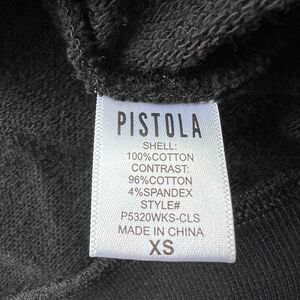 PISTOLA
SHELL:
100%COTTON
CONTRAST:
96%COTTON
4%SPANDEX
STYLE#
P5320WKS-CLS
MADE IN CHINA
XS